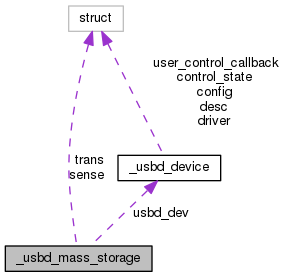 struct
user_control_callback
control_state
config
desc
driver
trans
sense
_usbd_device
usbd_dev
_usbd_mass_storage